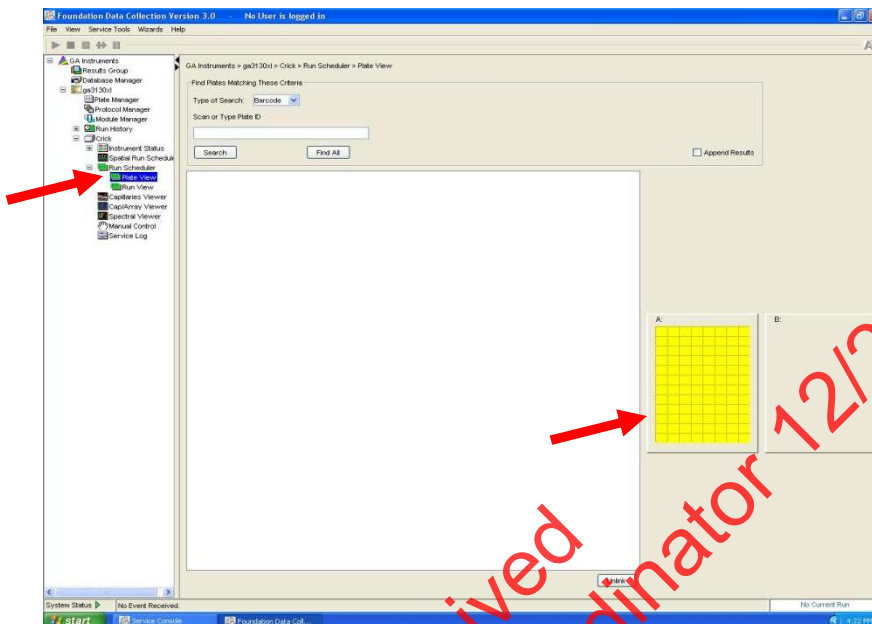 Foundation Data Collection Version 3.0 - No User is logged in
File View Service Tools Wizards Help
GA Instruments
Results Group
Database Manager
ga3130xl
Plate Manager
Protocol Manager
Module Manager
Run History
Crick
Instrument Status
Spatial Run Schedule
Run Scheduler
Plate View
Run View
Capillaries Viewer
Cap/Array Viewer
Spectral Viewer
Manual Control
Service Log
GA Instruments > ga3130xl > Crick > Run Scheduler > Plate View
Find Plates Matching These Criteria
Type of Search: Barcode
Scan or Type Plate ID
Search Find All Append Results
A: B:
Unlink
System Status No Event Received. No Current Run
start Service Console Foundation Data Coll... 4:22 PM
ived
dinator 12/